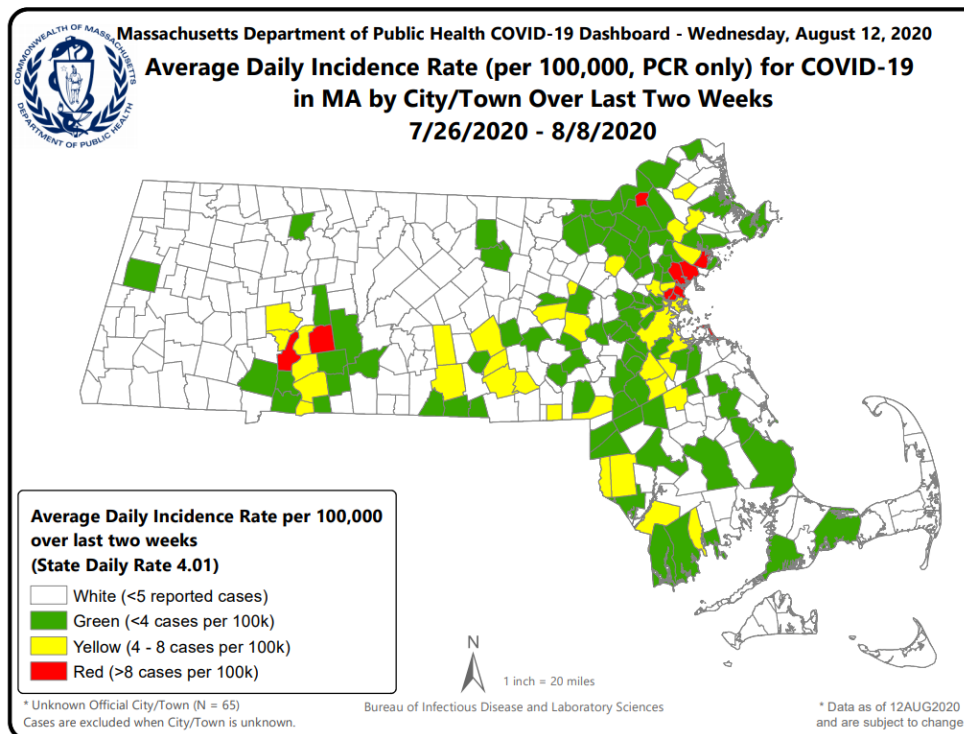 COMMONWEALTH OF MASSACHUSETTS
DEPARTMENT OF PUBLIC HEALTH
Massachusetts Department of Public Health COVID-19 Dashboard - Wednesday, August 12, 2020
Average Daily Incidence Rate (per 100,000, PCR only) for COVID-19
in MA by City/Town Over Last Two Weeks
7/26/2020 - 8/8/2020
Average Daily Incidence Rate per 100,000
over last two weeks
(State Daily Rate 4.01)
White (<5 reported cases)
Green (<4 cases per 100k)
Yellow (4 - 8 cases per 100k)
Red (>8 cases per 100k)
N
1 inch = 20 miles
* Unknown Official City/Town (N = 65)
Cases are excluded when City/Town is unknown.
Bureau of Infectious Disease and Laboratory Sciences
* Data as of 12AUG2020
and are subject to change